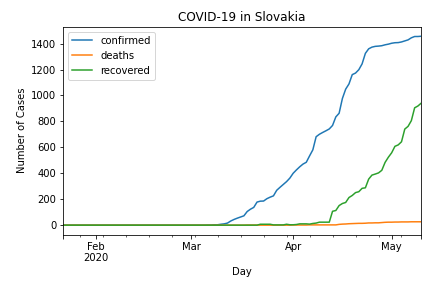 COVID-19 in Slovakia
confirmed
deaths
recovered
Number of Cases
1400
1200
1000
800
600
400
200
0
Feb
2020
Mar
Apr
May
Day